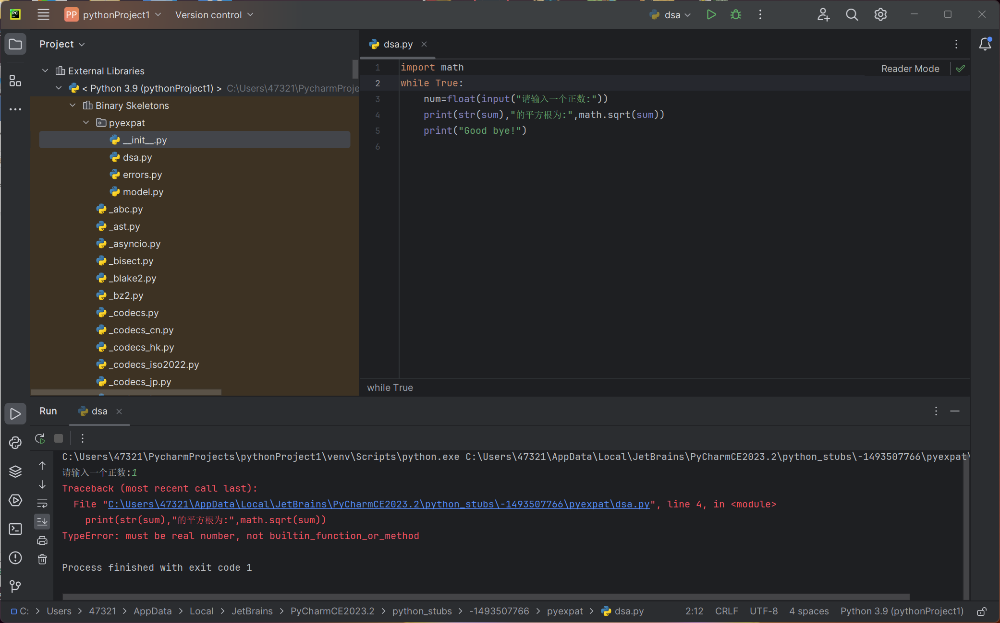 PC
PP pythonProject1 Version control dsa
Project
External Libraries
< Python 3.9 (pythonProject1) > C:\Users\47321\PycharmProje
Binary Skeletons
pyexpat
__init__.py
dsa.py
errors.py
model.py
_abc.py
_ast.py
_asyncio.py
_bisect.py
_blake2.py
_bz2.py
_codecs.py
_codecs_cn.py
_codecs_hk.py
_codecs_iso2022.py
_codecs_jp.py
dsa.py
Reader Mode
1 import math
2 while True:
3 num=float(input("请输入一个正数:"))
4 print(str(sum),"的平方根为:",math.sqrt(sum))
5 print("Good bye!")
6
while True
Run dsa
C:\Users\47321\PycharmProjects\pythonProject1\venv\Scripts\python.exe C:\Users\47321\AppData\Local\JetBrains\PyCharmCE2023.2\python_stubs\-1493507766\pyexpat\
请输入一个正数:1
Traceback (most recent call last):
File "C:\Users\47321\AppData\Local\JetBrains\PyCharmCE2023.2\python_stubs\-1493507766\pyexpat\dsa.py", line 4, in <module>
print(str(sum),"的平方根为:",math.sqrt(sum))
TypeError: must be real number, not builtin_function_or_method
Process finished with exit code 1
C: > Users > 47321 > AppData > Local > JetBrains > PyCharmCE2023.2 > python_stubs > -1493507766 > pyexpat > dsa.py 2:12 CRLF UTF-8 4 spaces Python 3.9 (pythonProject1)